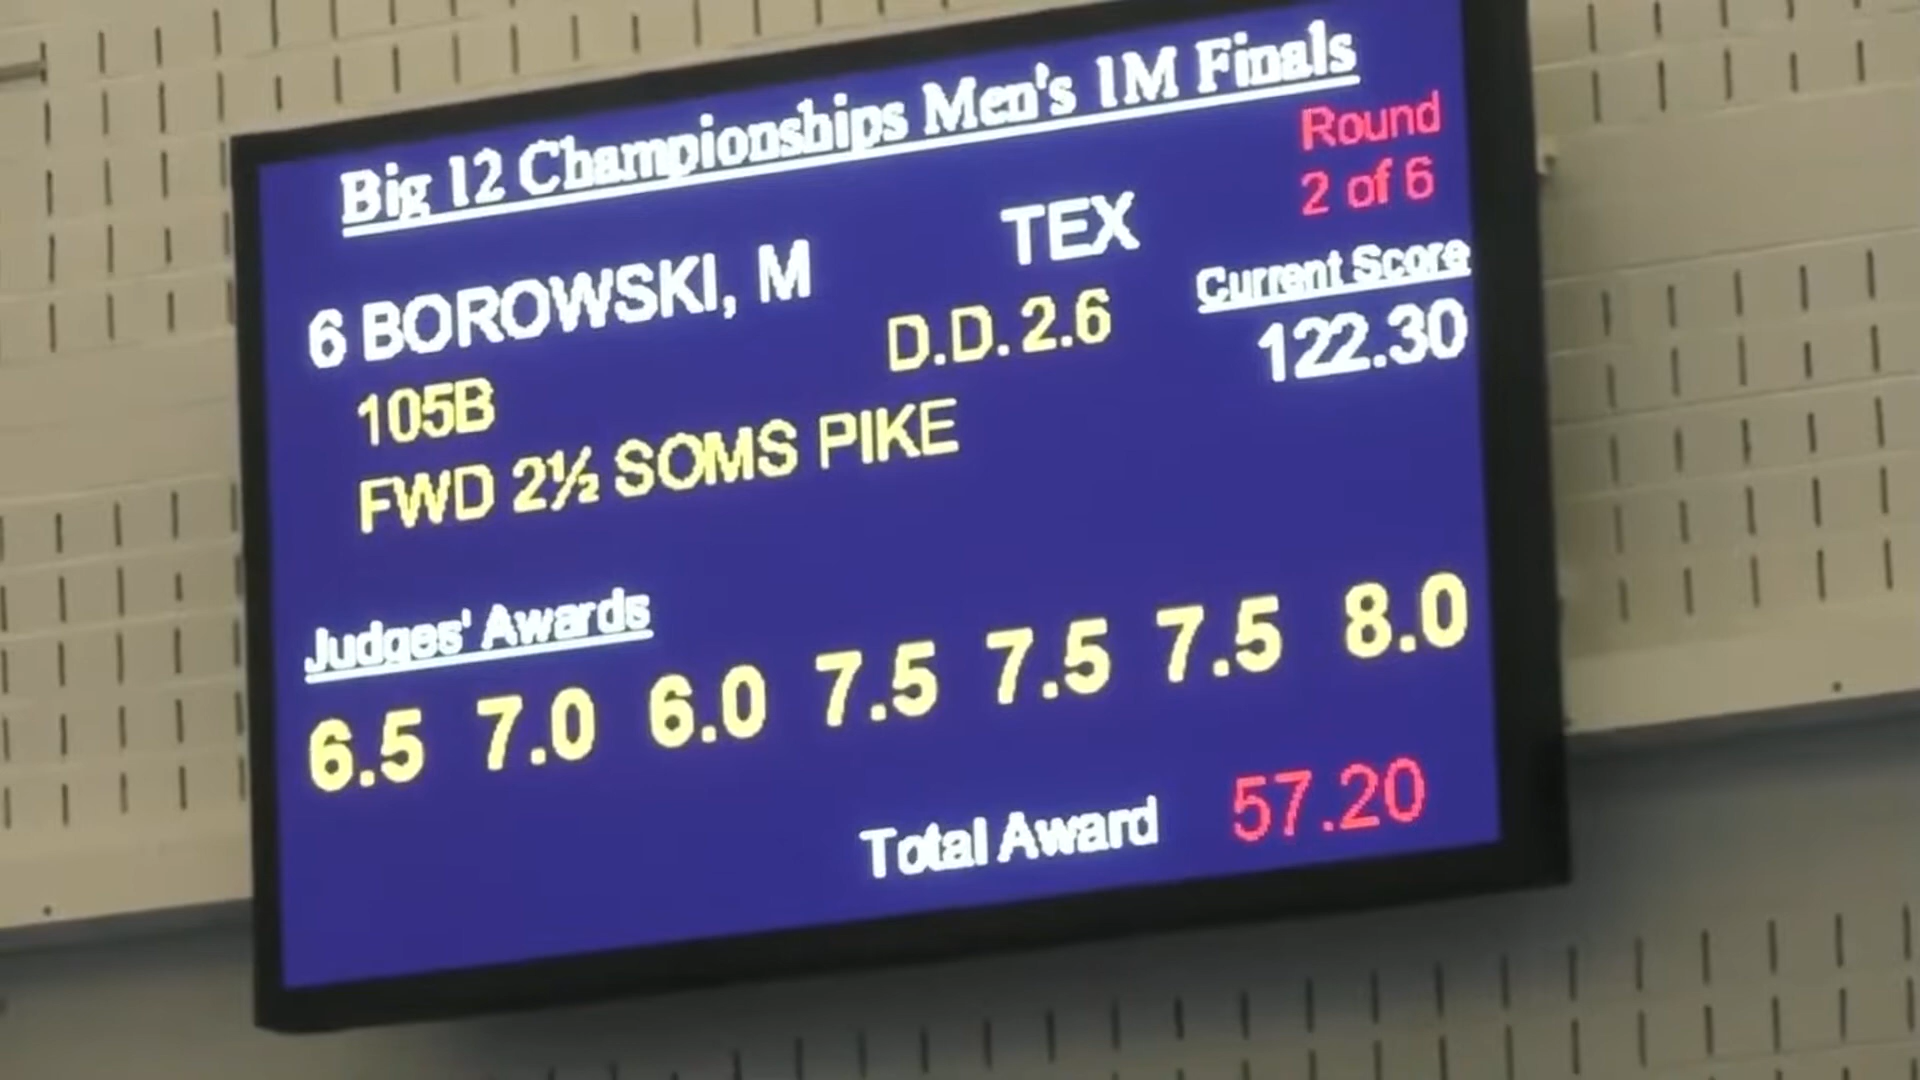 Big 12 Championships Men's 1M Finals
Round
2 of 6
6 BOROWSKI, M TEX
Current Score
122.30
105B D.D. 2.6
FWD 2½ SOMS PIKE
Judges' Awards
6.5 7.0 6.0 7.5 7.5 7.5 8.0
Total Award 57.20